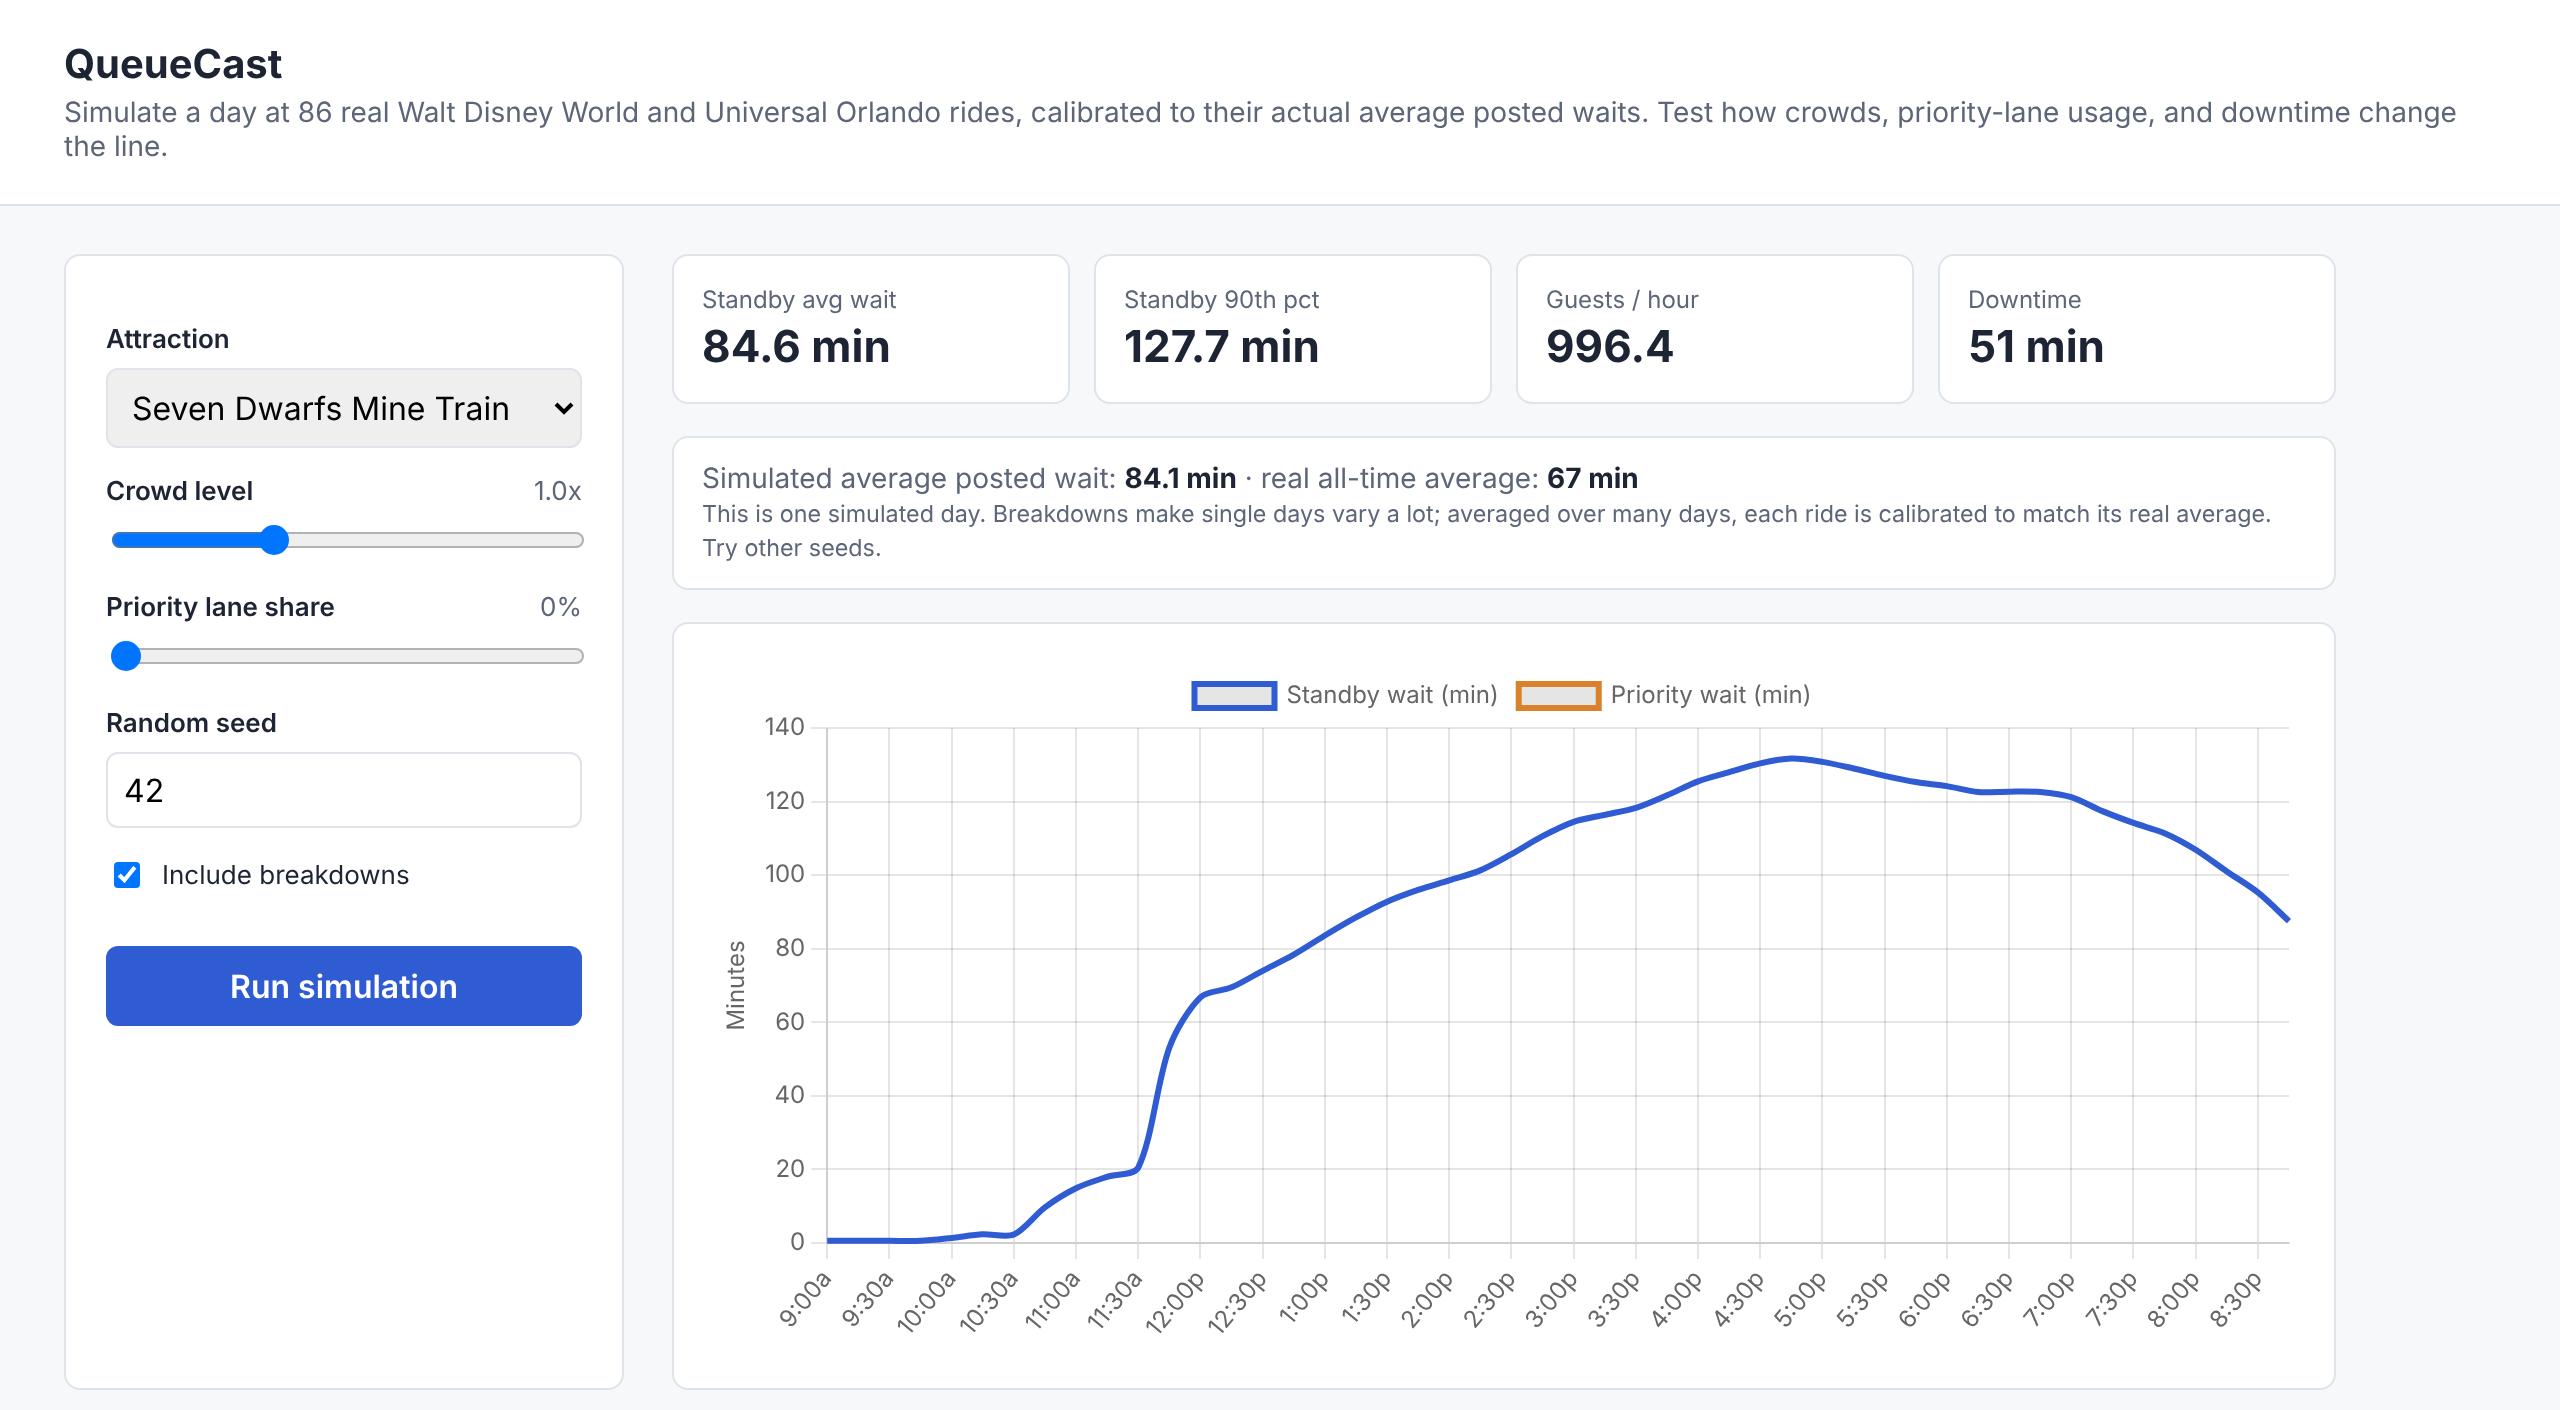 QueueCast
Simulate a day at 86 real Walt Disney World and Universal Orlando rides, calibrated to their actual average posted waits. Test how crowds, priority-lane usage, and downtime change
the line.
Attraction
Seven Dwarfs Mine Train
Crowd level 1.0x
Priority lane share 0%
Random seed
42
Include breakdowns
Run simulation
Standby avg wait
84.6 min
Standby 90th pct
127.7 min
Guests / hour
996.4
Downtime
51 min
Simulated average posted wait: 84.1 min · real all-time average: 67 min
This is one simulated day. Breakdowns make single days vary a lot; averaged over many days, each ride is calibrated to match its real average.
Try other seeds.
Standby wait (min) Priority wait (min)
Minutes
140
120
100
80
60
40
20
0
9:00a 9:30a 10:00a 10:30a 11:00a 11:30a 12:00p 12:30p 1:00p 1:30p 2:00p 2:30p 3:00p 3:30p 4:00p 4:30p 5:00p 5:30p 6:00p 6:30p 7:00p 7:30p 8:00p 8:30p